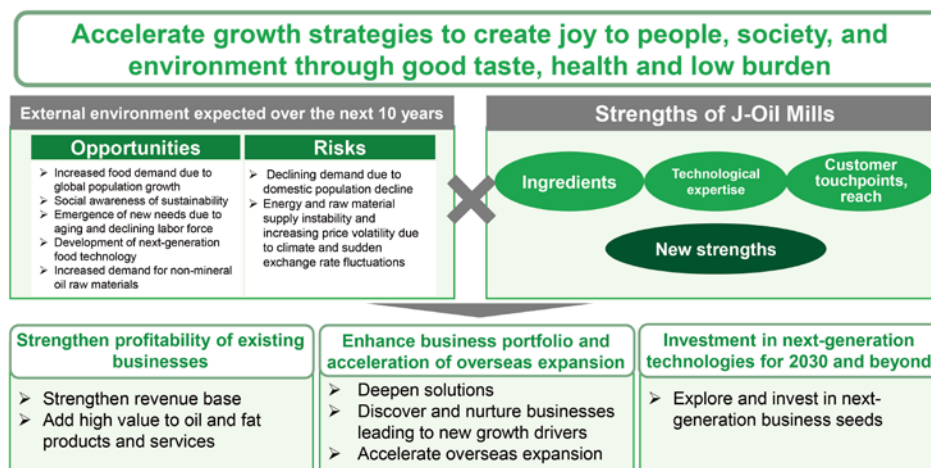 Accelerate growth strategies to create joy to people, society, and
environment through good taste, health and low burden
External environment expected over the next 10 years
Opportunities
➢ Increased food demand due to
global population growth
➢ Social awareness of sustainability
➢ Emergence of new needs due to
aging and declining labor force
➢ Development of next-generation
food technology
➢ Increased demand for non-mineral
oil raw materials
Risks
➢ Declining demand due to
domestic population decline
➢ Energy and raw material
supply instability and
increasing price volatility due
to climate and sudden
exchange rate fluctuations
Strengths of J-Oil Mills
Ingredients
Technological
expertise
Customer
touchpoints,
reach
New strengths
Strengthen profitability of existing
businesses
➢ Strengthen revenue base
➢ Add high value to oil and fat
products and services
Enhance business portfolio and
acceleration of overseas expansion
➢ Deepen solutions
➢ Discover and nurture businesses
leading to new growth drivers
➢ Accelerate overseas expansion
Investment in next-generation
technologies for 2030 and beyond
➢ Explore and invest in next-
generation business seeds